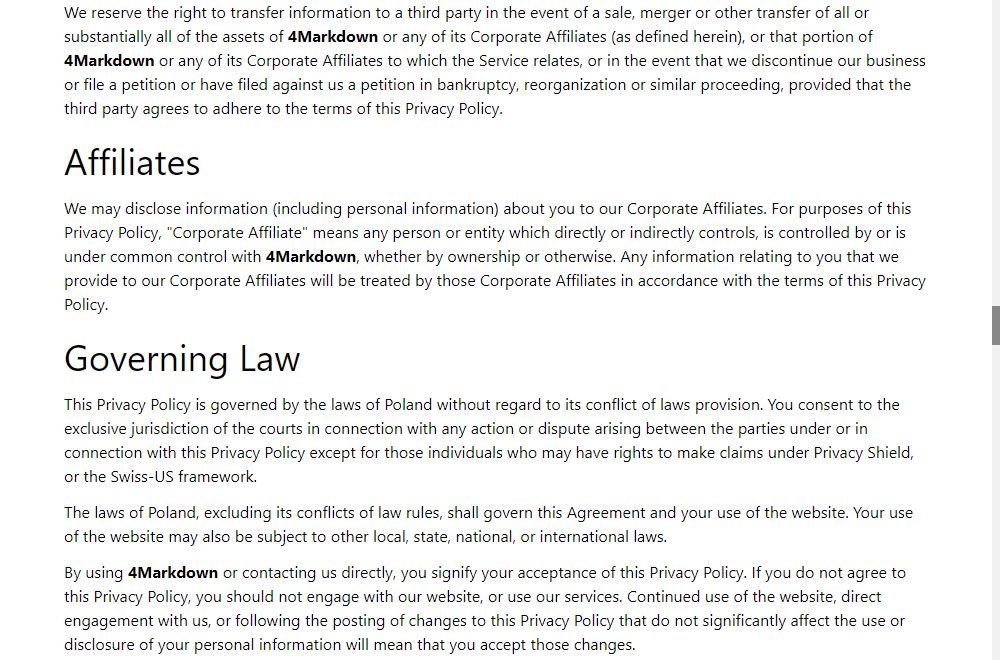 We reserve the right to transfer information to a third party in the event of a sale, merger or other transfer of all or
substantially all of the assets of 4Markdown or any of its Corporate Affiliates (as defined herein), or that portion of
4Markdown or any of its Corporate Affiliates to which the Service relates, or in the event that we discontinue our business
or file a petition or have filed against us a petition in bankruptcy, reorganization or similar proceeding, provided that the
third party agrees to adhere to the terms of this Privacy Policy.
Affiliates
We may disclose information (including personal information) about you to our Corporate Affiliates. For purposes of this
Privacy Policy, "Corporate Affiliate" means any person or entity which directly or indirectly controls, is controlled by or is
under common control with 4Markdown, whether by ownership or otherwise. Any information relating to you that we
provide to our Corporate Affiliates will be treated by those Corporate Affiliates in accordance with the terms of this Privacy
Policy.
Governing Law
This Privacy Policy is governed by the laws of Poland without regard to its conflict of laws provision. You consent to the
exclusive jurisdiction of the courts in connection with any action or dispute arising between the parties under or in
connection with this Privacy Policy except for those individuals who may have rights to make claims under Privacy Shield,
or the Swiss-US framework.
The laws of Poland, excluding its conflicts of law rules, shall govern this Agreement and your use of the website. Your use
of the website may also be subject to other local, state, national, or international laws.
By using 4Markdown or contacting us directly, you signify your acceptance of this Privacy Policy. If you do not agree to
this Privacy Policy, you should not engage with our website, or use our services. Continued use of the website, direct
engagement with us, or following the posting of changes to this Privacy Policy that do not significantly affect the use or
disclosure of your personal information will mean that you accept those changes.